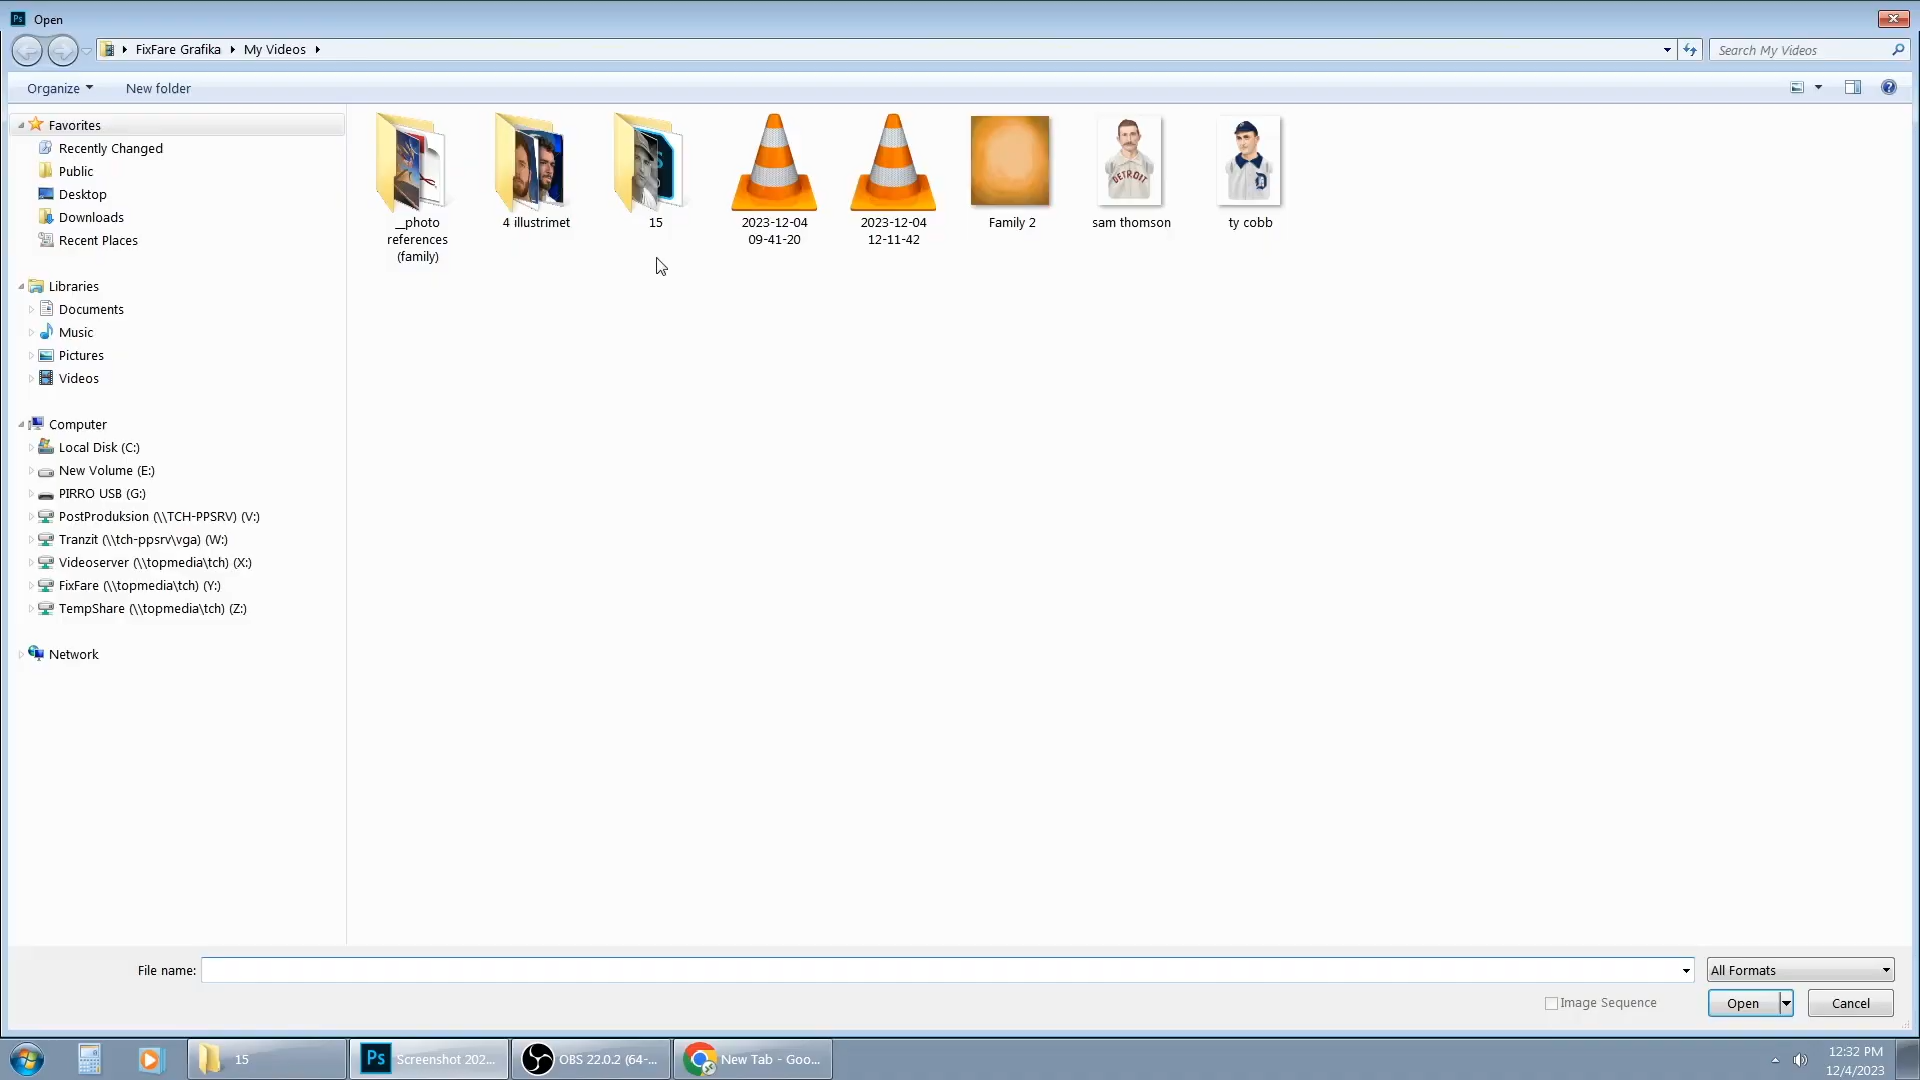 Ps Open
FixFare Grafika My Videos
Search My Videos
Organize New folder
Favorites
Recently Changed
Public
Desktop
Downloads
Recent Places
Libraries
Documents
Music
Pictures
Videos
Computer
Local Disk (C:)
New Volume (E:)
PIRRO USB (G:)
PostProduksion (\\TCH-PPSRV) (V:)
Tranzit (\\tch-ppsrv\vga) (W:)
Videoserver (\\topmedia\tch) (X:)
FixFare (\\topmedia\tch) (Y:)
TempShare (\\topmedia\tch) (Z:)
Network
__photo
references
(family)
4 illustrimet
15
2023-12-04
09-41-20
2023-12-04
12-11-42
Family 2
DETROIT
sam thomson
D
ty cobb
File name:
All Formats
Image Sequence
Open
Cancel
15
Ps Screenshot 202...
OBS 22.0.2 (64-...
New Tab - Goo...
12:32 PM
12/4/2023